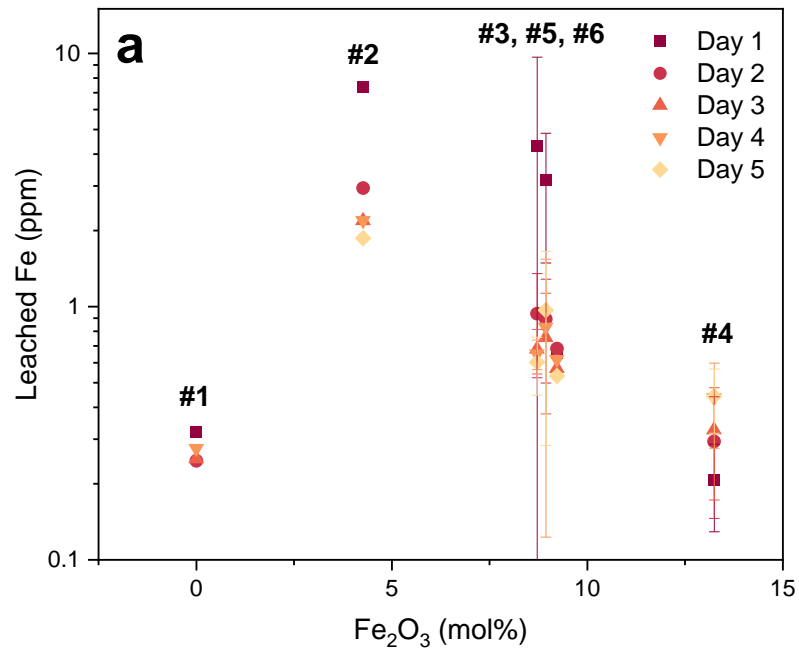 a
#1
#2
#3, #5, #6
#4
Day 1
Day 2
Day 3
Day 4
Day 5
10
1
0.1
Leached Fe (ppm)
0
5
10
15
Fe₂O₃ (mol%)